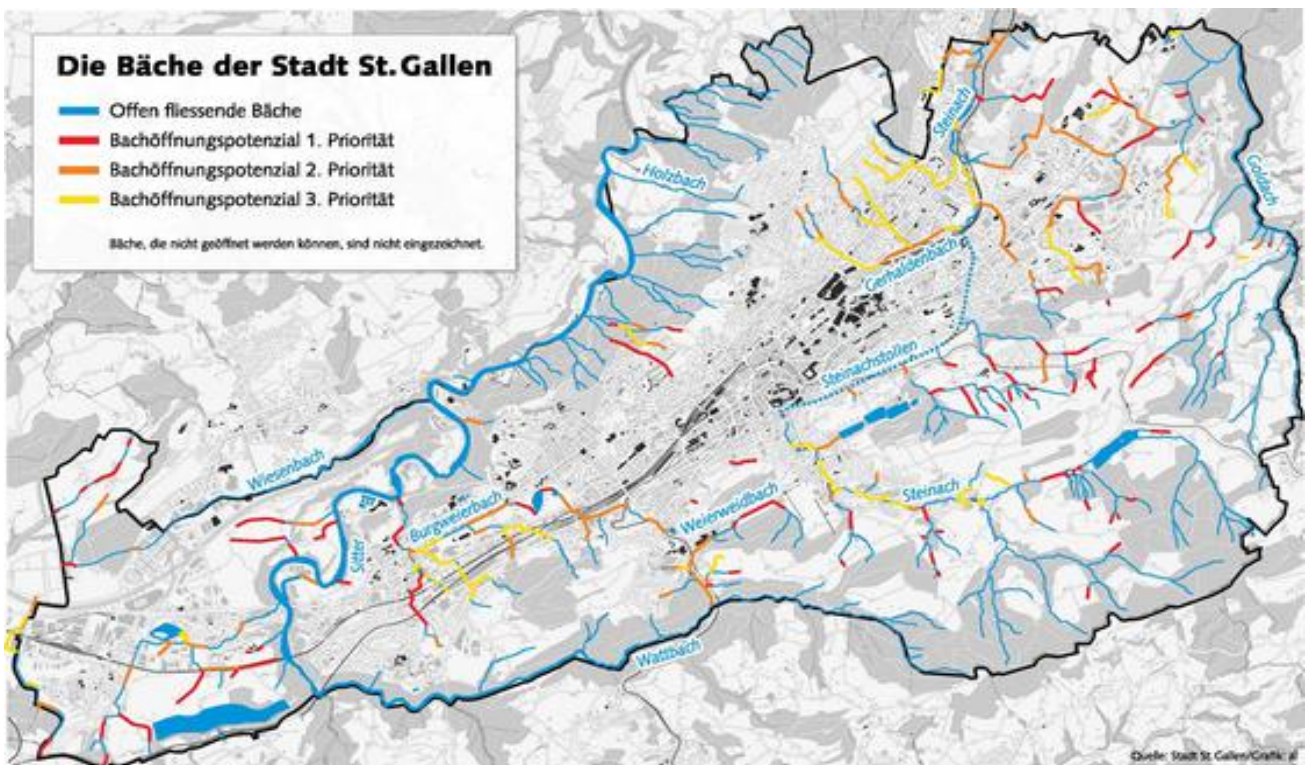 Die Bäche der Stadt St.Gallen
Offen fliessende Bäche
Bachöffnungspotenzial 1. Priorität
Bachöffnungspotenzial 2. Priorität
Bachöffnungspotenzial 3. Priorität
Bäche, die nicht geöffnet werden können, sind nicht eingezeichnet.
Steinach
Holzbach
Goldach
Gerhaldenbach
Steinachstollen
Wiesenbach
Steinach
Burgweierbach
Weierweidbach
Sitter
Wattbach
Quelle: Stadt St.Gallen/Grafik: al